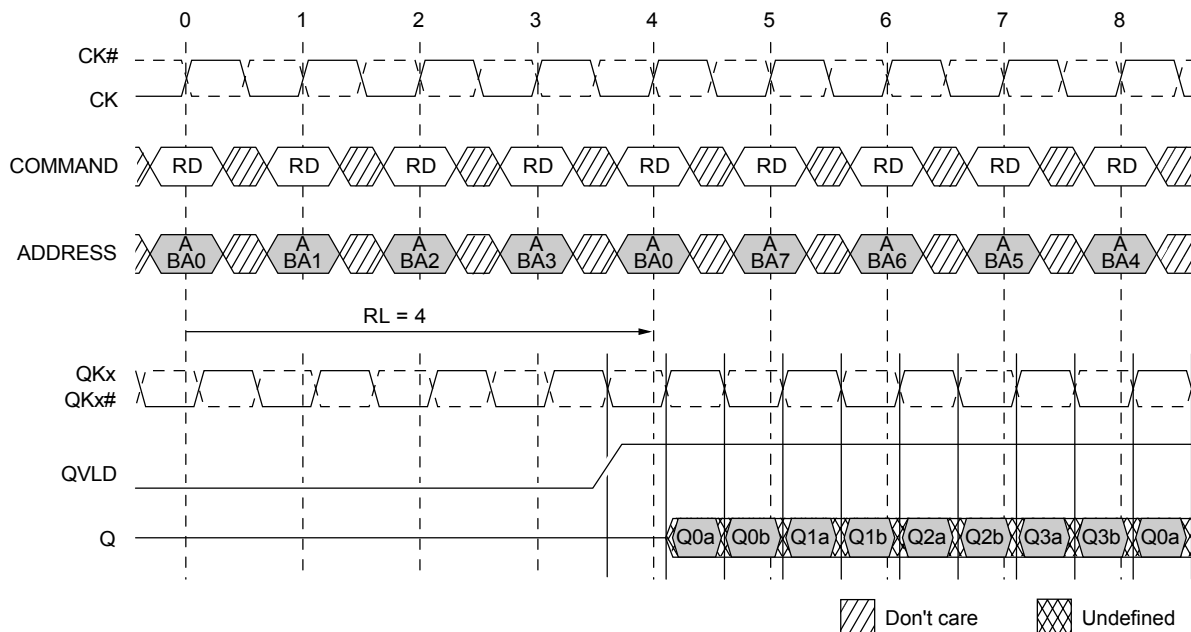 0 1 2 3 4 5 6 7 8
CK#
CK
COMMAND RD RD RD RD RD RD RD RD RD
ADDRESS A A A A A A A A A
BA0 BA1 BA2 BA3 BA0 BA7 BA6 BA5 BA4
RL = 4
QKx
QKx#
QVLD
Q Q0a Q0b Q1a Q1b Q2a Q2b Q3a Q3b Q0a
Don't care Undefined